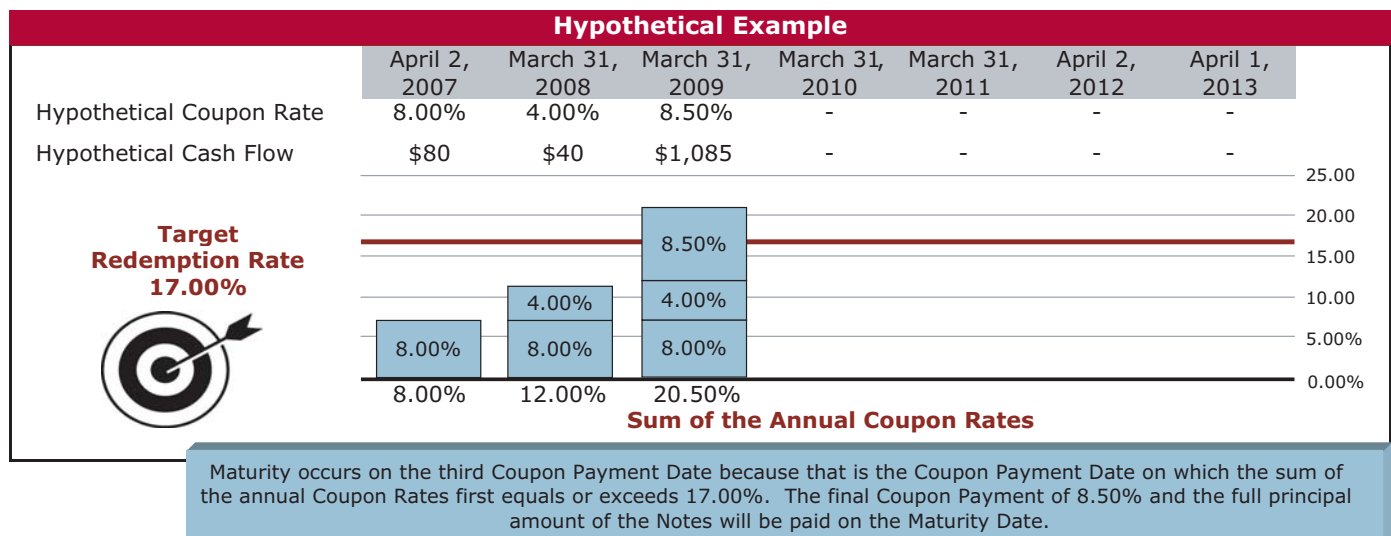 Hypothetical Example
April 2, March 31, March 31, March 31, March 31, April 2, April 1,
2007 2008 2009 2010 2011 2012 2013
Hypothetical Coupon Rate 8.00% 4.00% 8.50% - - - -
Hypothetical Cash Flow $80 $40 $1,085 - - - -
25.00
20.00
Target
Redemption Rate
17.00%
8.50%
15.00
4.00% 4.00% 10.00
8.00% 8.00% 8.00% 5.00%
0.00%
8.00% 12.00% 20.50%
Sum of the Annual Coupon Rates
Maturity occurs on the third Coupon Payment Date because that is the Coupon Payment Date on which the sum of
the annual Coupon Rates first equals or exceeds 17.00%. The final Coupon Payment of 8.50% and the full principal
amount of the Notes will be paid on the Maturity Date.